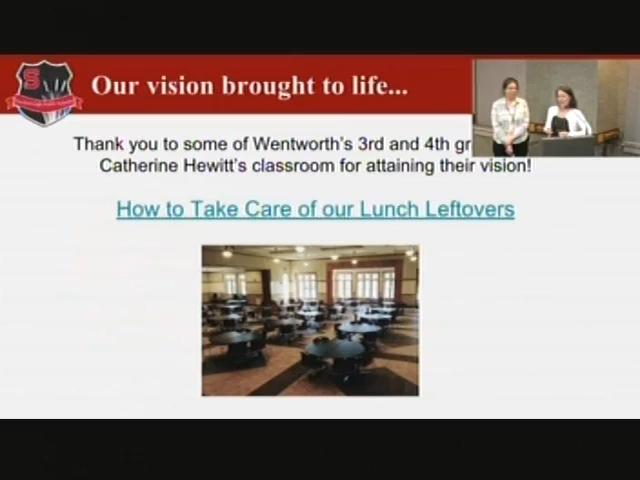 S
Our vision brought to life...
Thank you to some of Wentworth's 3rd and 4th gr
Catherine Hewitt's classroom for attaining their vision!
How to Take Care of our Lunch Leftovers